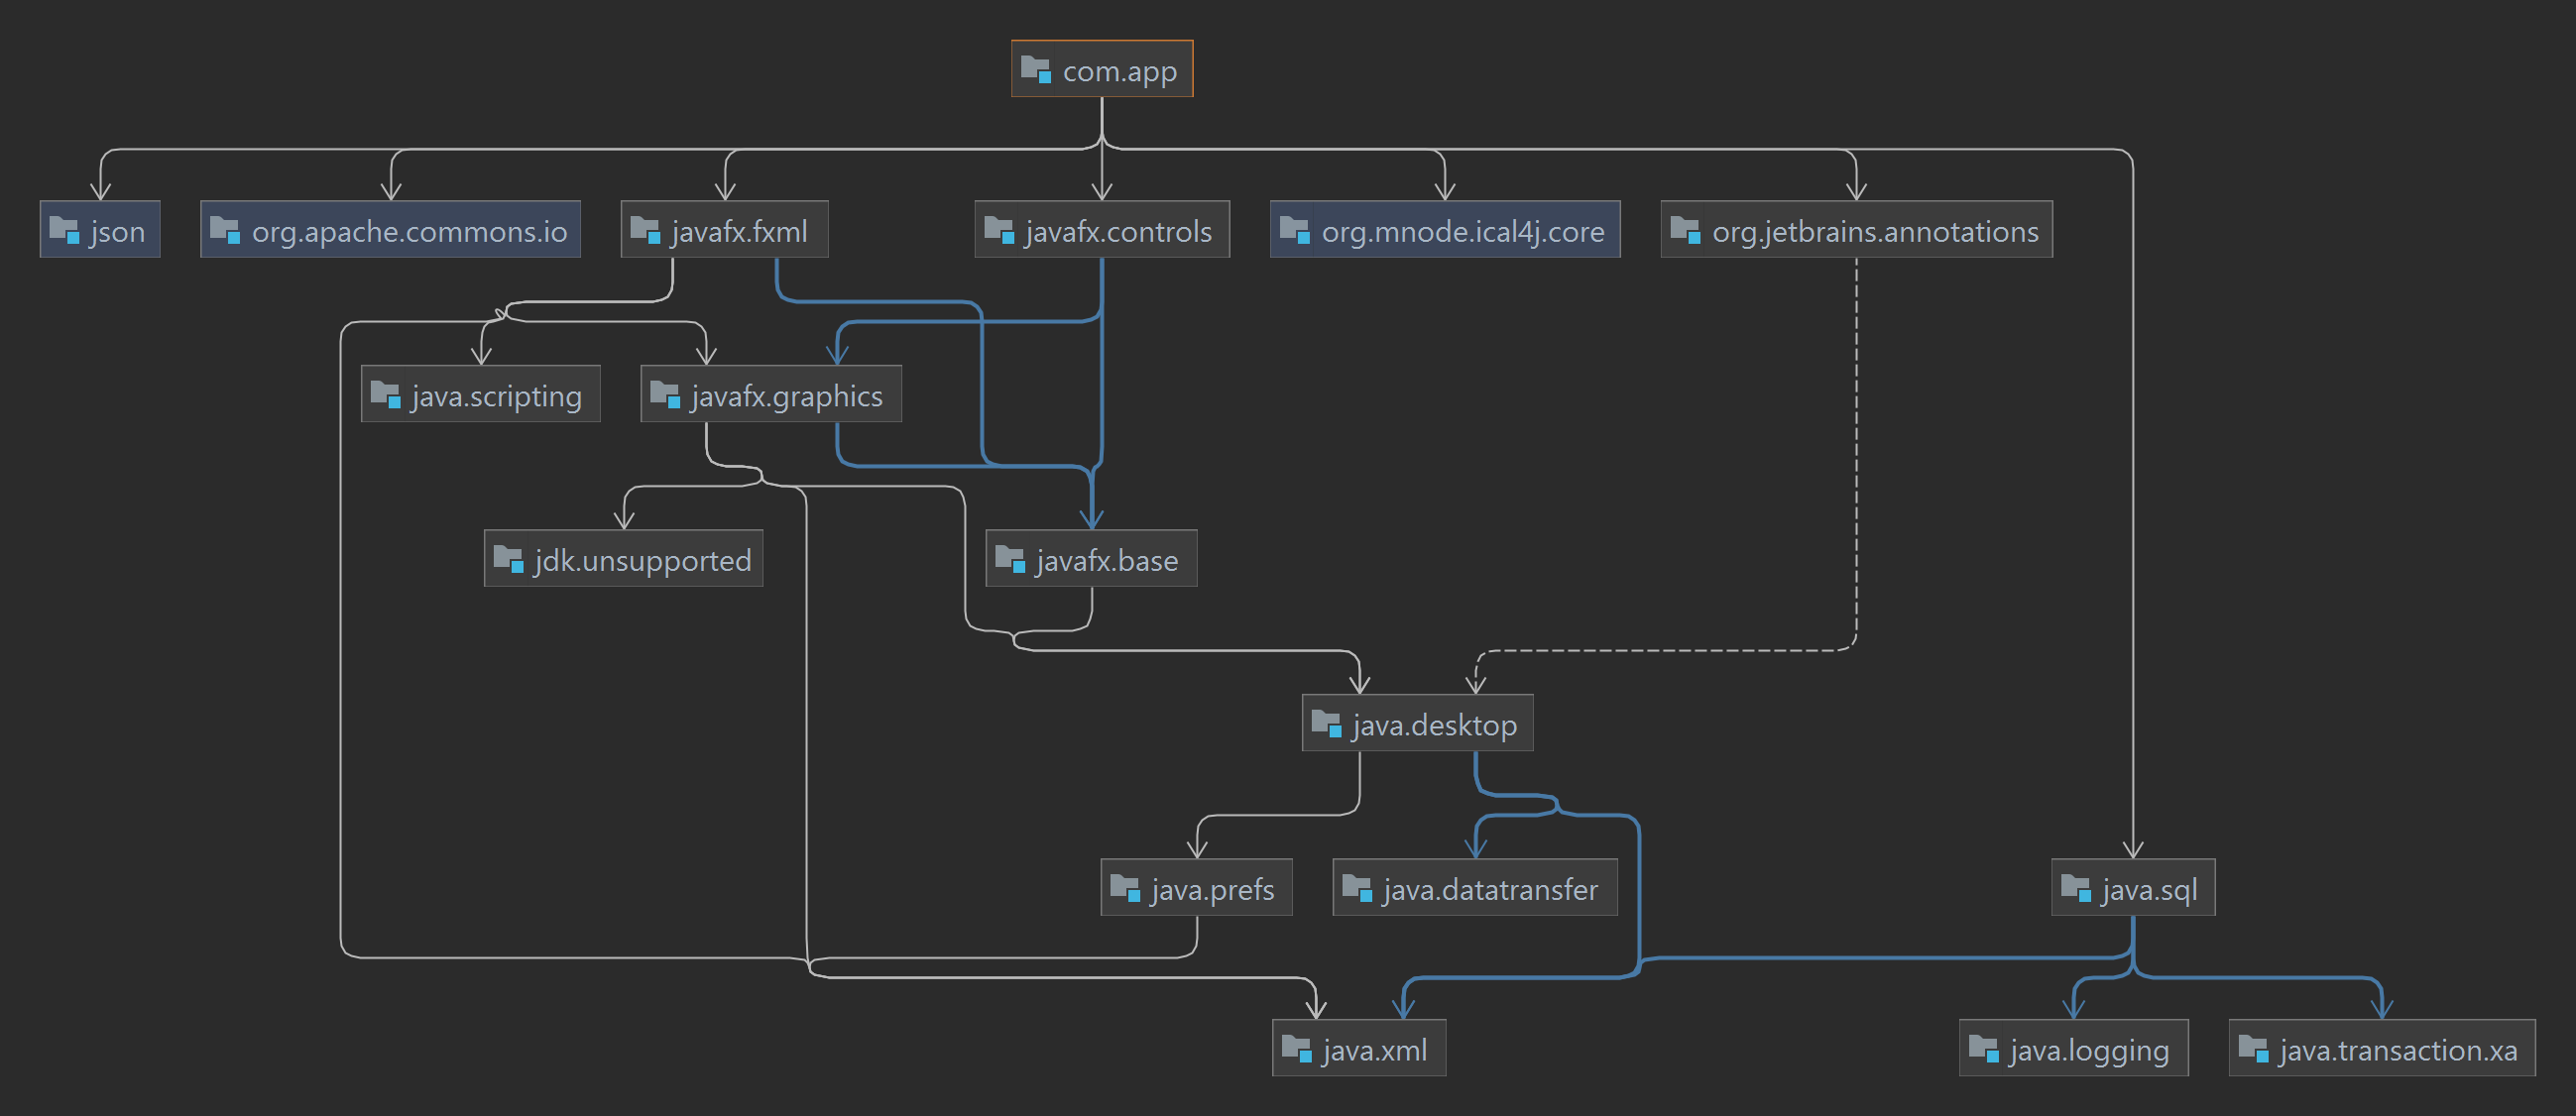 com.app
json
org.apache.commons.io
javafx.fxml
javafx.controls
org.mnode.ical4j.core
org.jetbrains.annotations
java.scripting
javafx.graphics
jdk.unsupported
javafx.base
java.desktop
java.prefs
java.datatransfer
java.sql
java.xml
java.logging
java.transaction.xa